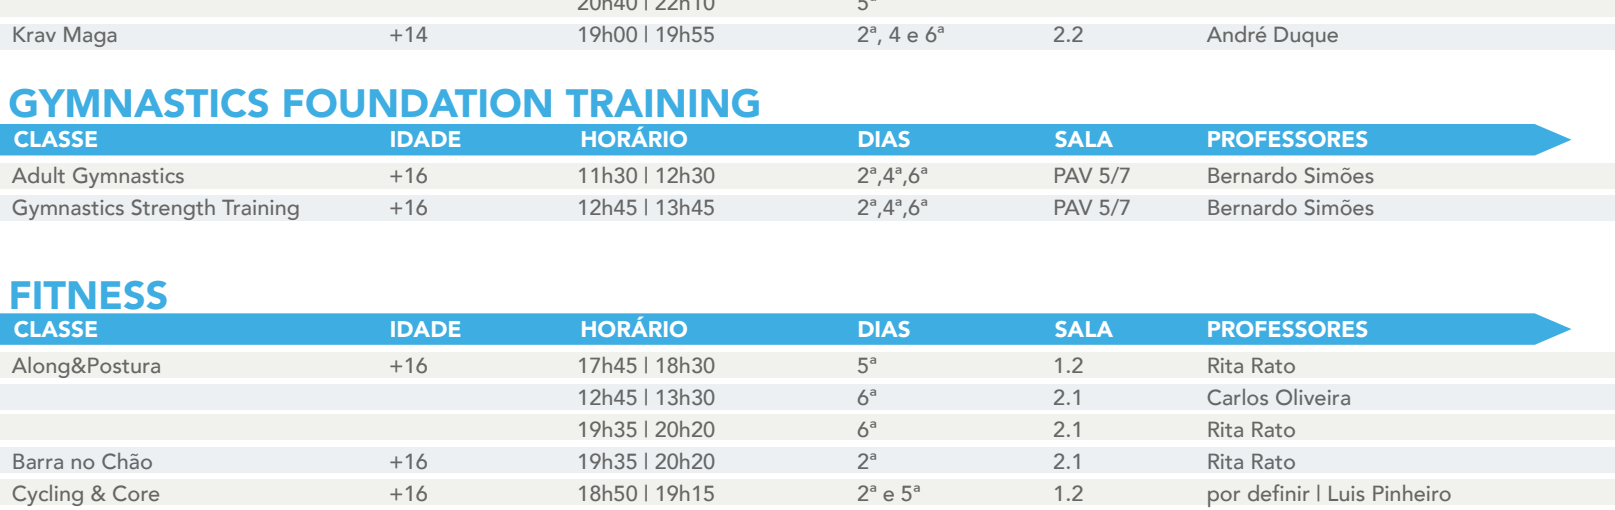 20h40 | 22h10 5ª
Krav Maga +14 19h00 | 19h55 2ª, 4 e 6ª 2.2 André Duque
GYMNASTICS FOUNDATION TRAINING
CLASSE IDADE HORÁRIO DIAS SALA PROFESSORES
Adult Gymnastics +16 11h30 | 12h30 2ª,4ª,6ª PAV 5/7 Bernardo Simões
Gymnastics Strength Training +16 12h45 | 13h45 2ª,4ª,6ª PAV 5/7 Bernardo Simões
FITNESS
CLASSE IDADE HORÁRIO DIAS SALA PROFESSORES
Along&Postura +16 17h45 | 18h30 5ª 1.2 Rita Rato
12h45 | 13h30 6ª 2.1 Carlos Oliveira
19h35 | 20h20 6ª 2.1 Rita Rato
Barra no Chão +16 19h35 | 20h20 2ª 2.1 Rita Rato
Cycling & Core +16 18h50 | 19h15 2ª e 5ª 1.2 por definir | Luis Pinheiro